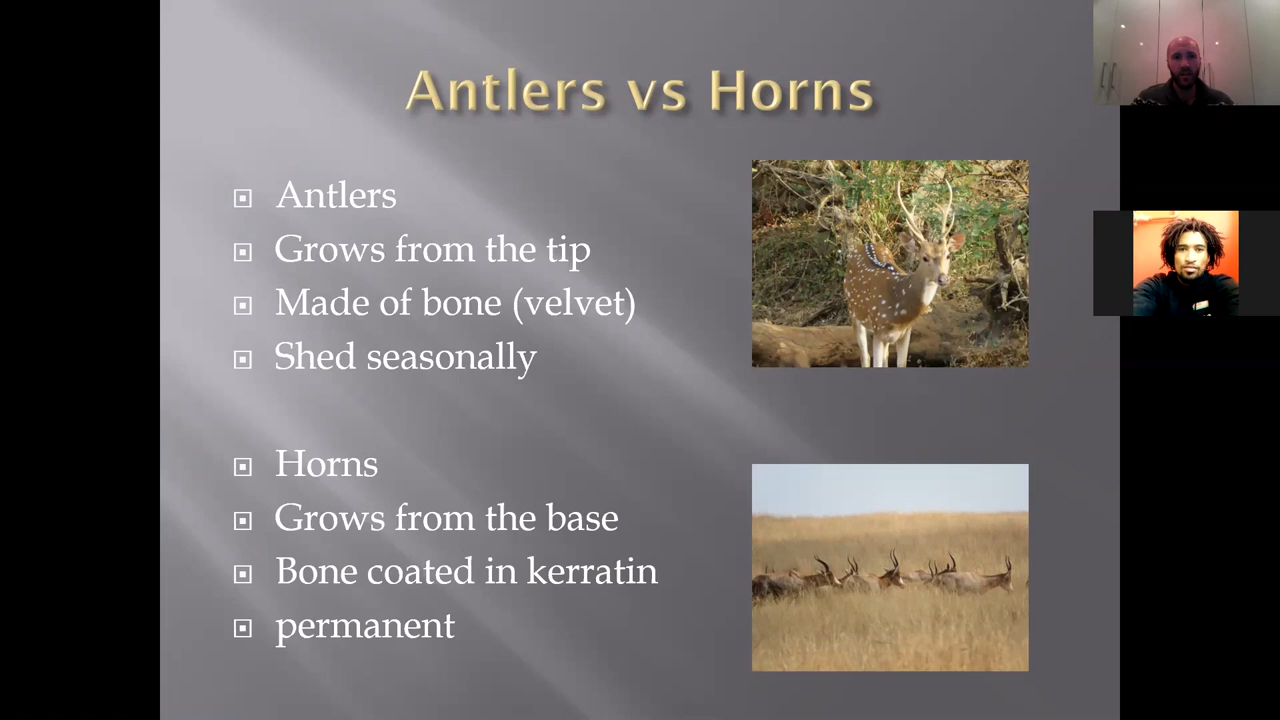 Antlers vs Horns
Antlers
Grows from the tip
Made of bone (velvet)
Shed seasonally
Horns
Grows from the base
Bone coated in kerratin
permanent